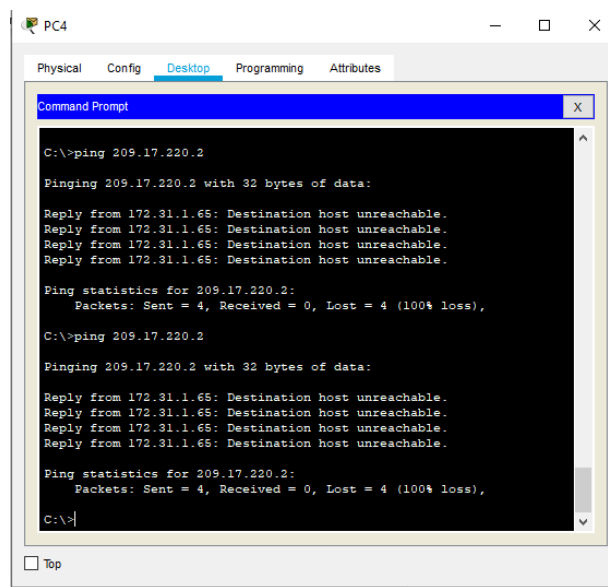 PC4
Physical Config Desktop Programming Attributes
Command Prompt X
C:\>ping 209.17.220.2
Pinging 209.17.220.2 with 32 bytes of data:
Reply from 172.31.1.65: Destination host unreachable.
Reply from 172.31.1.65: Destination host unreachable.
Reply from 172.31.1.65: Destination host unreachable.
Reply from 172.31.1.65: Destination host unreachable.
Ping statistics for 209.17.220.2:
Packets: Sent = 4, Received = 0, Lost = 4 (100% loss),
C:\>ping 209.17.220.2
Pinging 209.17.220.2 with 32 bytes of data:
Reply from 172.31.1.65: Destination host unreachable.
Reply from 172.31.1.65: Destination host unreachable.
Reply from 172.31.1.65: Destination host unreachable.
Reply from 172.31.1.65: Destination host unreachable.
Ping statistics for 209.17.220.2:
Packets: Sent = 4, Received = 0, Lost = 4 (100% loss),
C:\>
Top